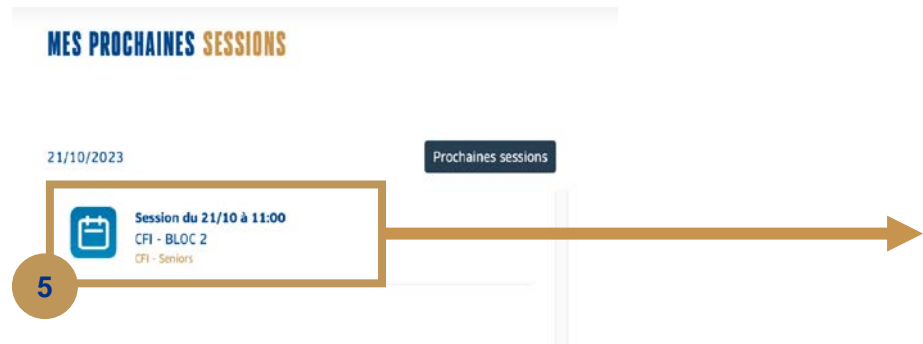 MES PROCHAINES SESSIONS
21/10/2023
Prochaines sessions
Session du 21/10 à 11:00
CFI - BLOC 2
CFI - Seniors
5